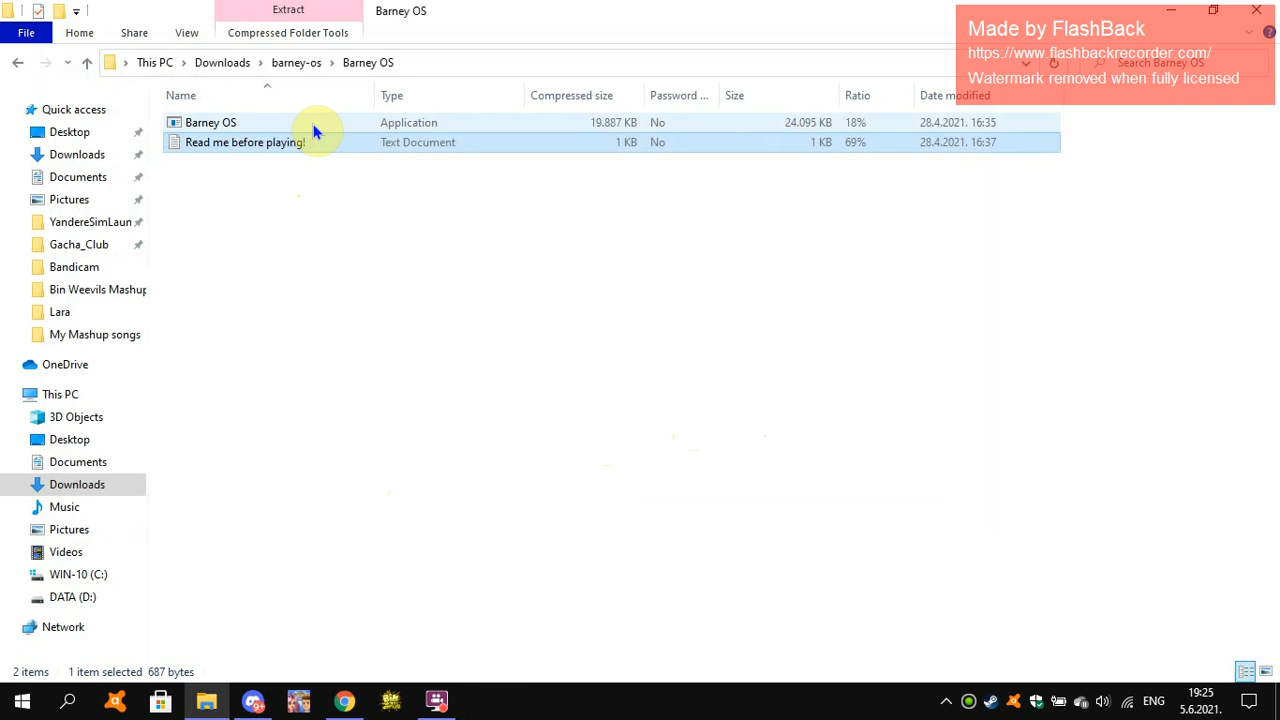 Extract
Barney OS
File
Home
Share
View
Compressed Folder Tools
Made by FlashBack
https://www.flashbackrecorder.com/
Watermark removed when fully licensed
This PC > Downloads > barney-os > Barney OS
Search Barney OS
Name Type Compressed size Password ... Size Ratio Date modified
Barney OS Application 19.887 KB No 24.095 KB 18% 28.4.2021. 16:35
Read me before playing! Text Document 1 KB No 1 KB 69% 28.4.2021. 16:37
Quick access
Desktop
Downloads
Documents
Pictures
YandereSimLaun
Gacha_Club
Bandicam
Bin Weevils Mashup
Lara
My Mashup songs
OneDrive
This PC
3D Objects
Desktop
Documents
Downloads
Music
Pictures
Videos
WIN-10 (C:)
DATA (D:)
Network
2 items 1 item selected 687 bytes
ENG
19:25
5.6.2021.